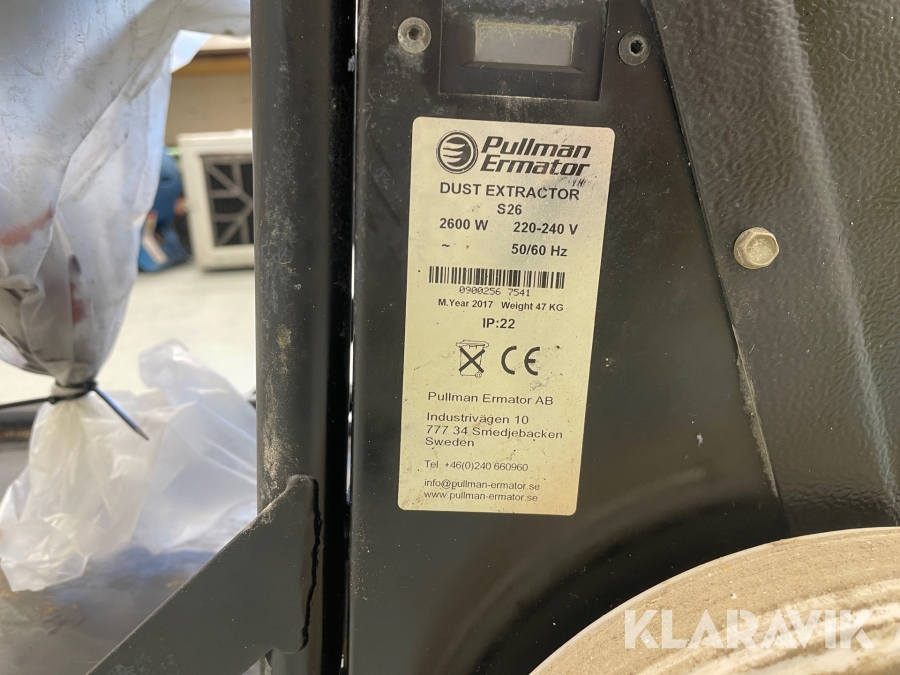 Pullman
Ermator
DUST EXTRACTOR
S26
2600 W 220-240 V
~ 50/60 Hz
0900256 7541
M.Year 2017 Weight 47 KG
IP:22
CE
Pullman Ermator AB
Industrivägen 10
777 34 Smedjebacken
Sweden
Tel +46(0)240 660960
info@pullman-ermator.se
www.pullman-ermator.se
KLARAVIK